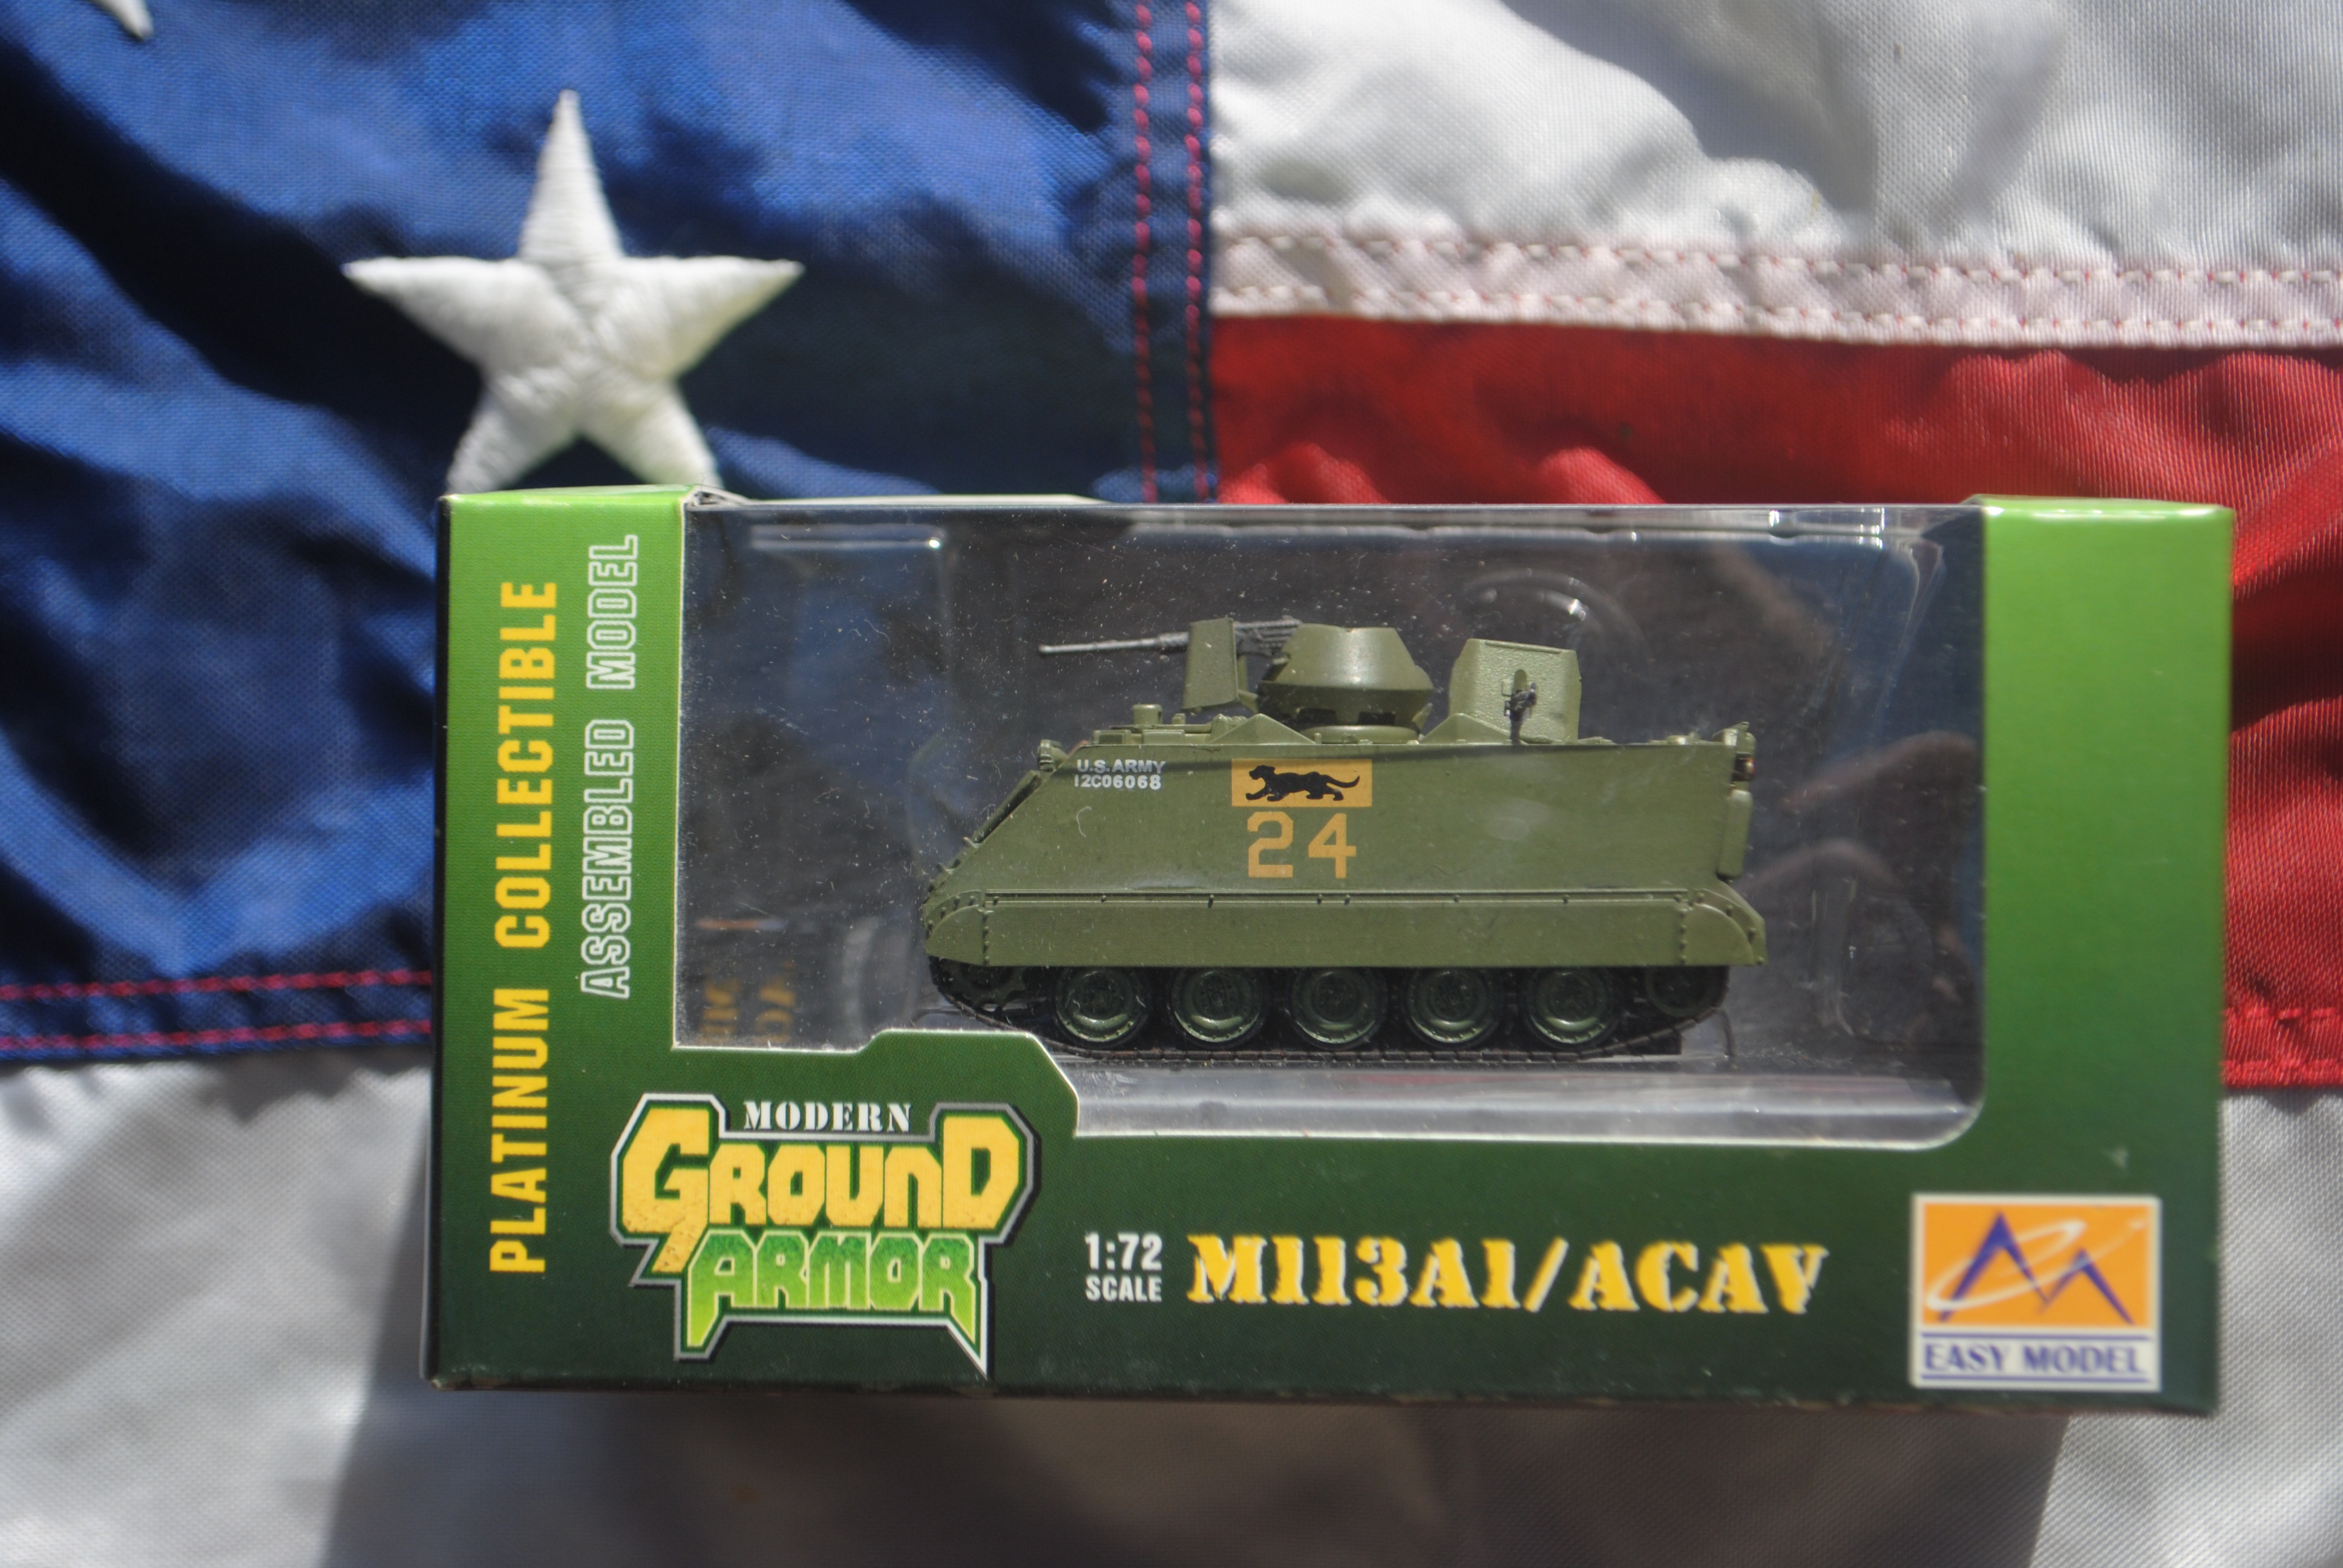 PLATINUM COLLECTIBLE
ASSEMBLED MODEL
U.S. ARMY
12C06068
24
MODERN
GROUND
ARMOR
1:72
SCALE
M113A1/ACAV
EASY MODEL